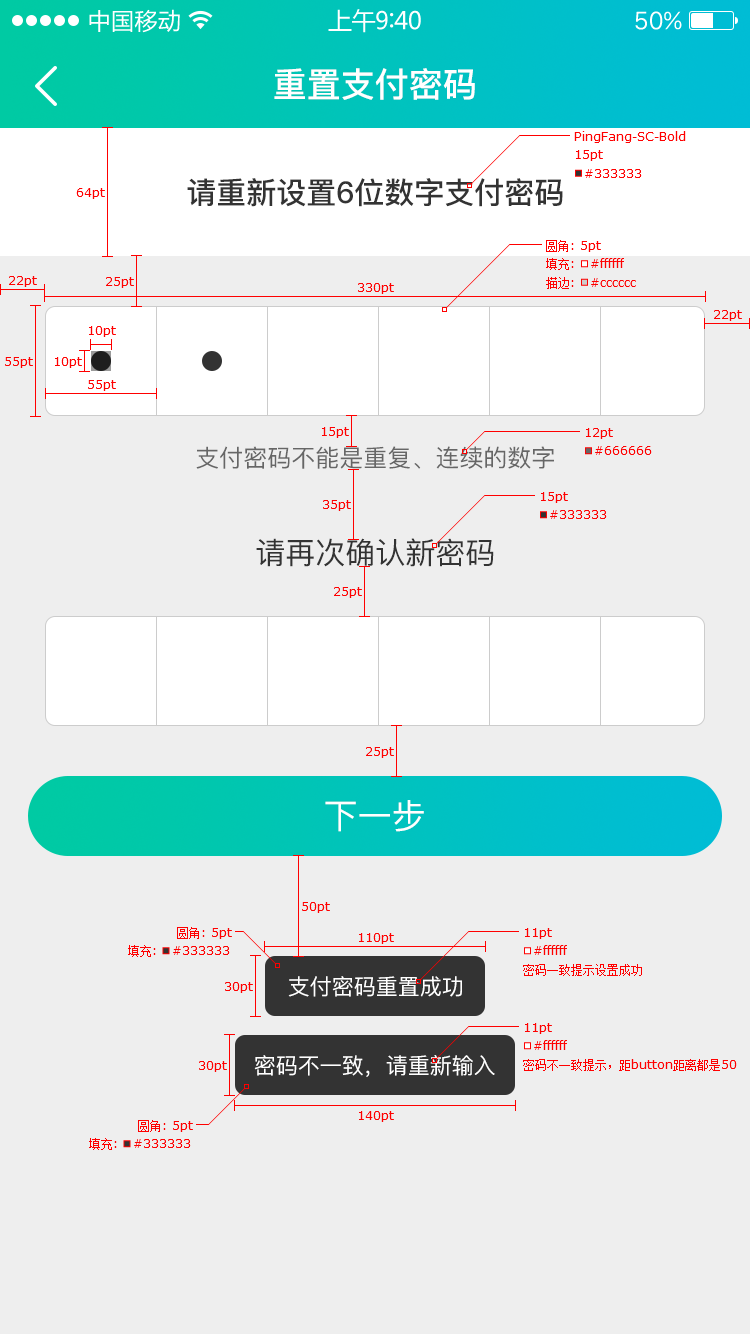 中国移动 上午9:40 50%
重置支付密码
PingFang-SC-Bold
15pt
#333333
64pt
请重新设置6位数字支付密码
圆角: 5pt
填充: #ffffff
描边: #cccccc
22pt
25pt
330pt
22pt
10pt
55pt
10pt
55pt
15pt
12pt
#666666
支付密码不能是重复、连续的数字
35pt
15pt
#333333
请再次确认新密码
25pt
25pt
下一步
50pt
圆角: 5pt
填充: #333333
110pt
11pt
#ffffff
密码一致提示设置成功
30pt
支付密码重置成功
11pt
#ffffff
密码不一致提示，距button距离都是50
30pt
密码不一致，请重新输入
140pt
圆角: 5pt
填充: #333333